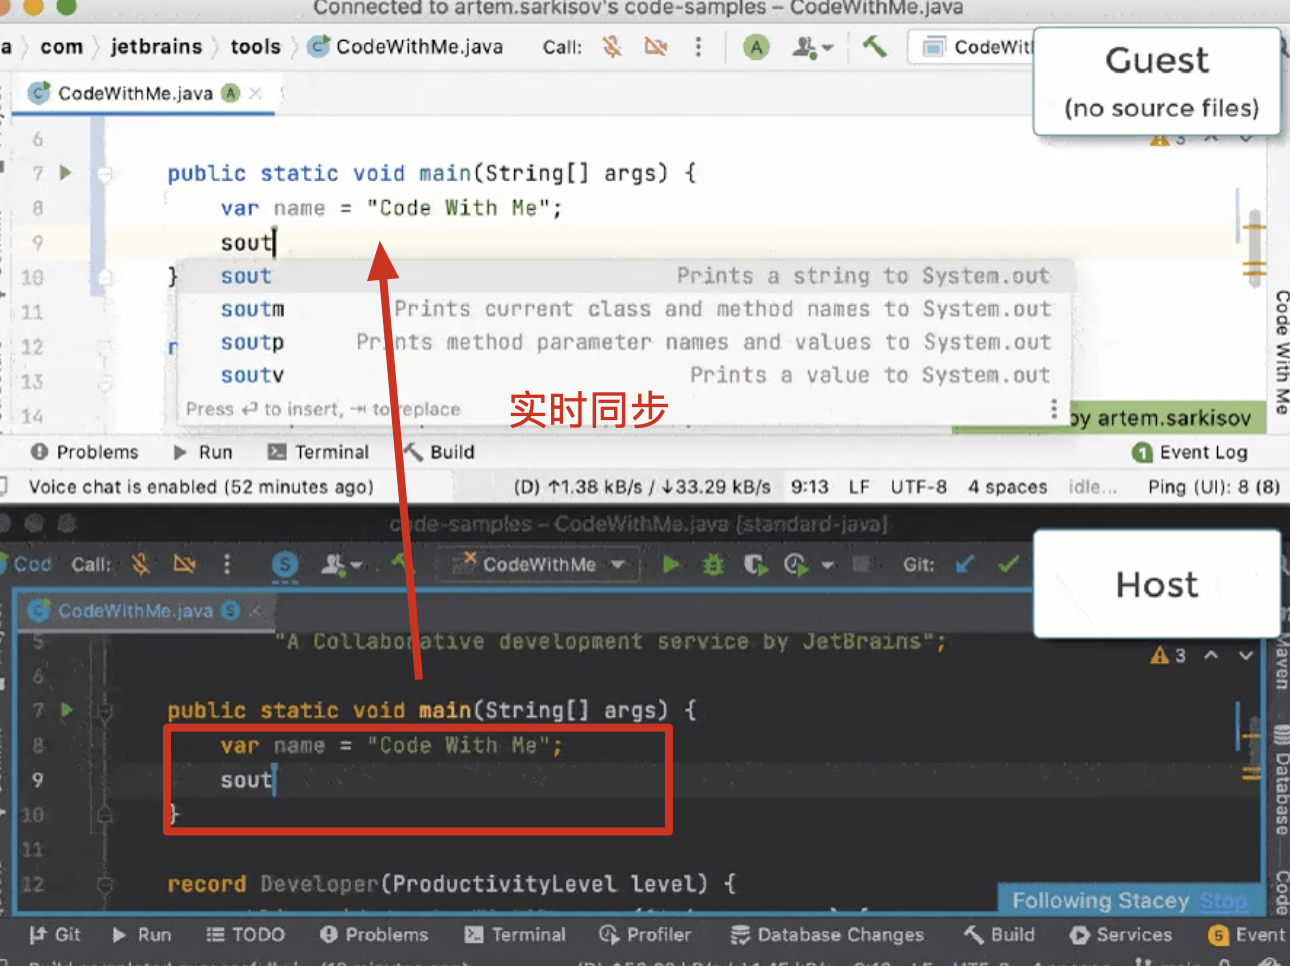 Connected to artem.sarkisov's code-samples – CodeWithMe.java
a com jetbrains tools CodeWithMe.java Call: A CodeWith
Guest
(no source files)
CodeWithMe.java A
3
6
7 public static void main(String[] args) {
8 var name = "Code With Me";
9 sout
10 }
sout Prints a string to System.out
11 soutm Prints current class and method names to System.out
12 soutp Prints method parameter names and values to System.out
13 soutv Prints a value to System.out
14 Press ↵ to insert, ⇥ to replace
实时同步
by artem.sarkisov
Code With Me
Problems Run Terminal Build 1 Event Log
Voice chat is enabled (52 minutes ago) (D) ↑1.38 kB/s / ↓33.29 kB/s 9:13 LF UTF-8 4 spaces idle... Ping (UI): 8 (8)
code-samples – CodeWithMe.java [standard-java]
Cod Call: S CodeWithMe Git:
Host
CodeWithMe.java S
5 "A Collaborative development service by JetBrains";
3
6
7 public static void main(String[] args) {
8 var name = "Code With Me";
9 sout
10 }
11
12 record Developer(ProductivityLevel level) {
Following Stacey Stop
Maven
Database
Code
Git Run TODO Problems Terminal Profiler Database Changes Build Services 5 Event